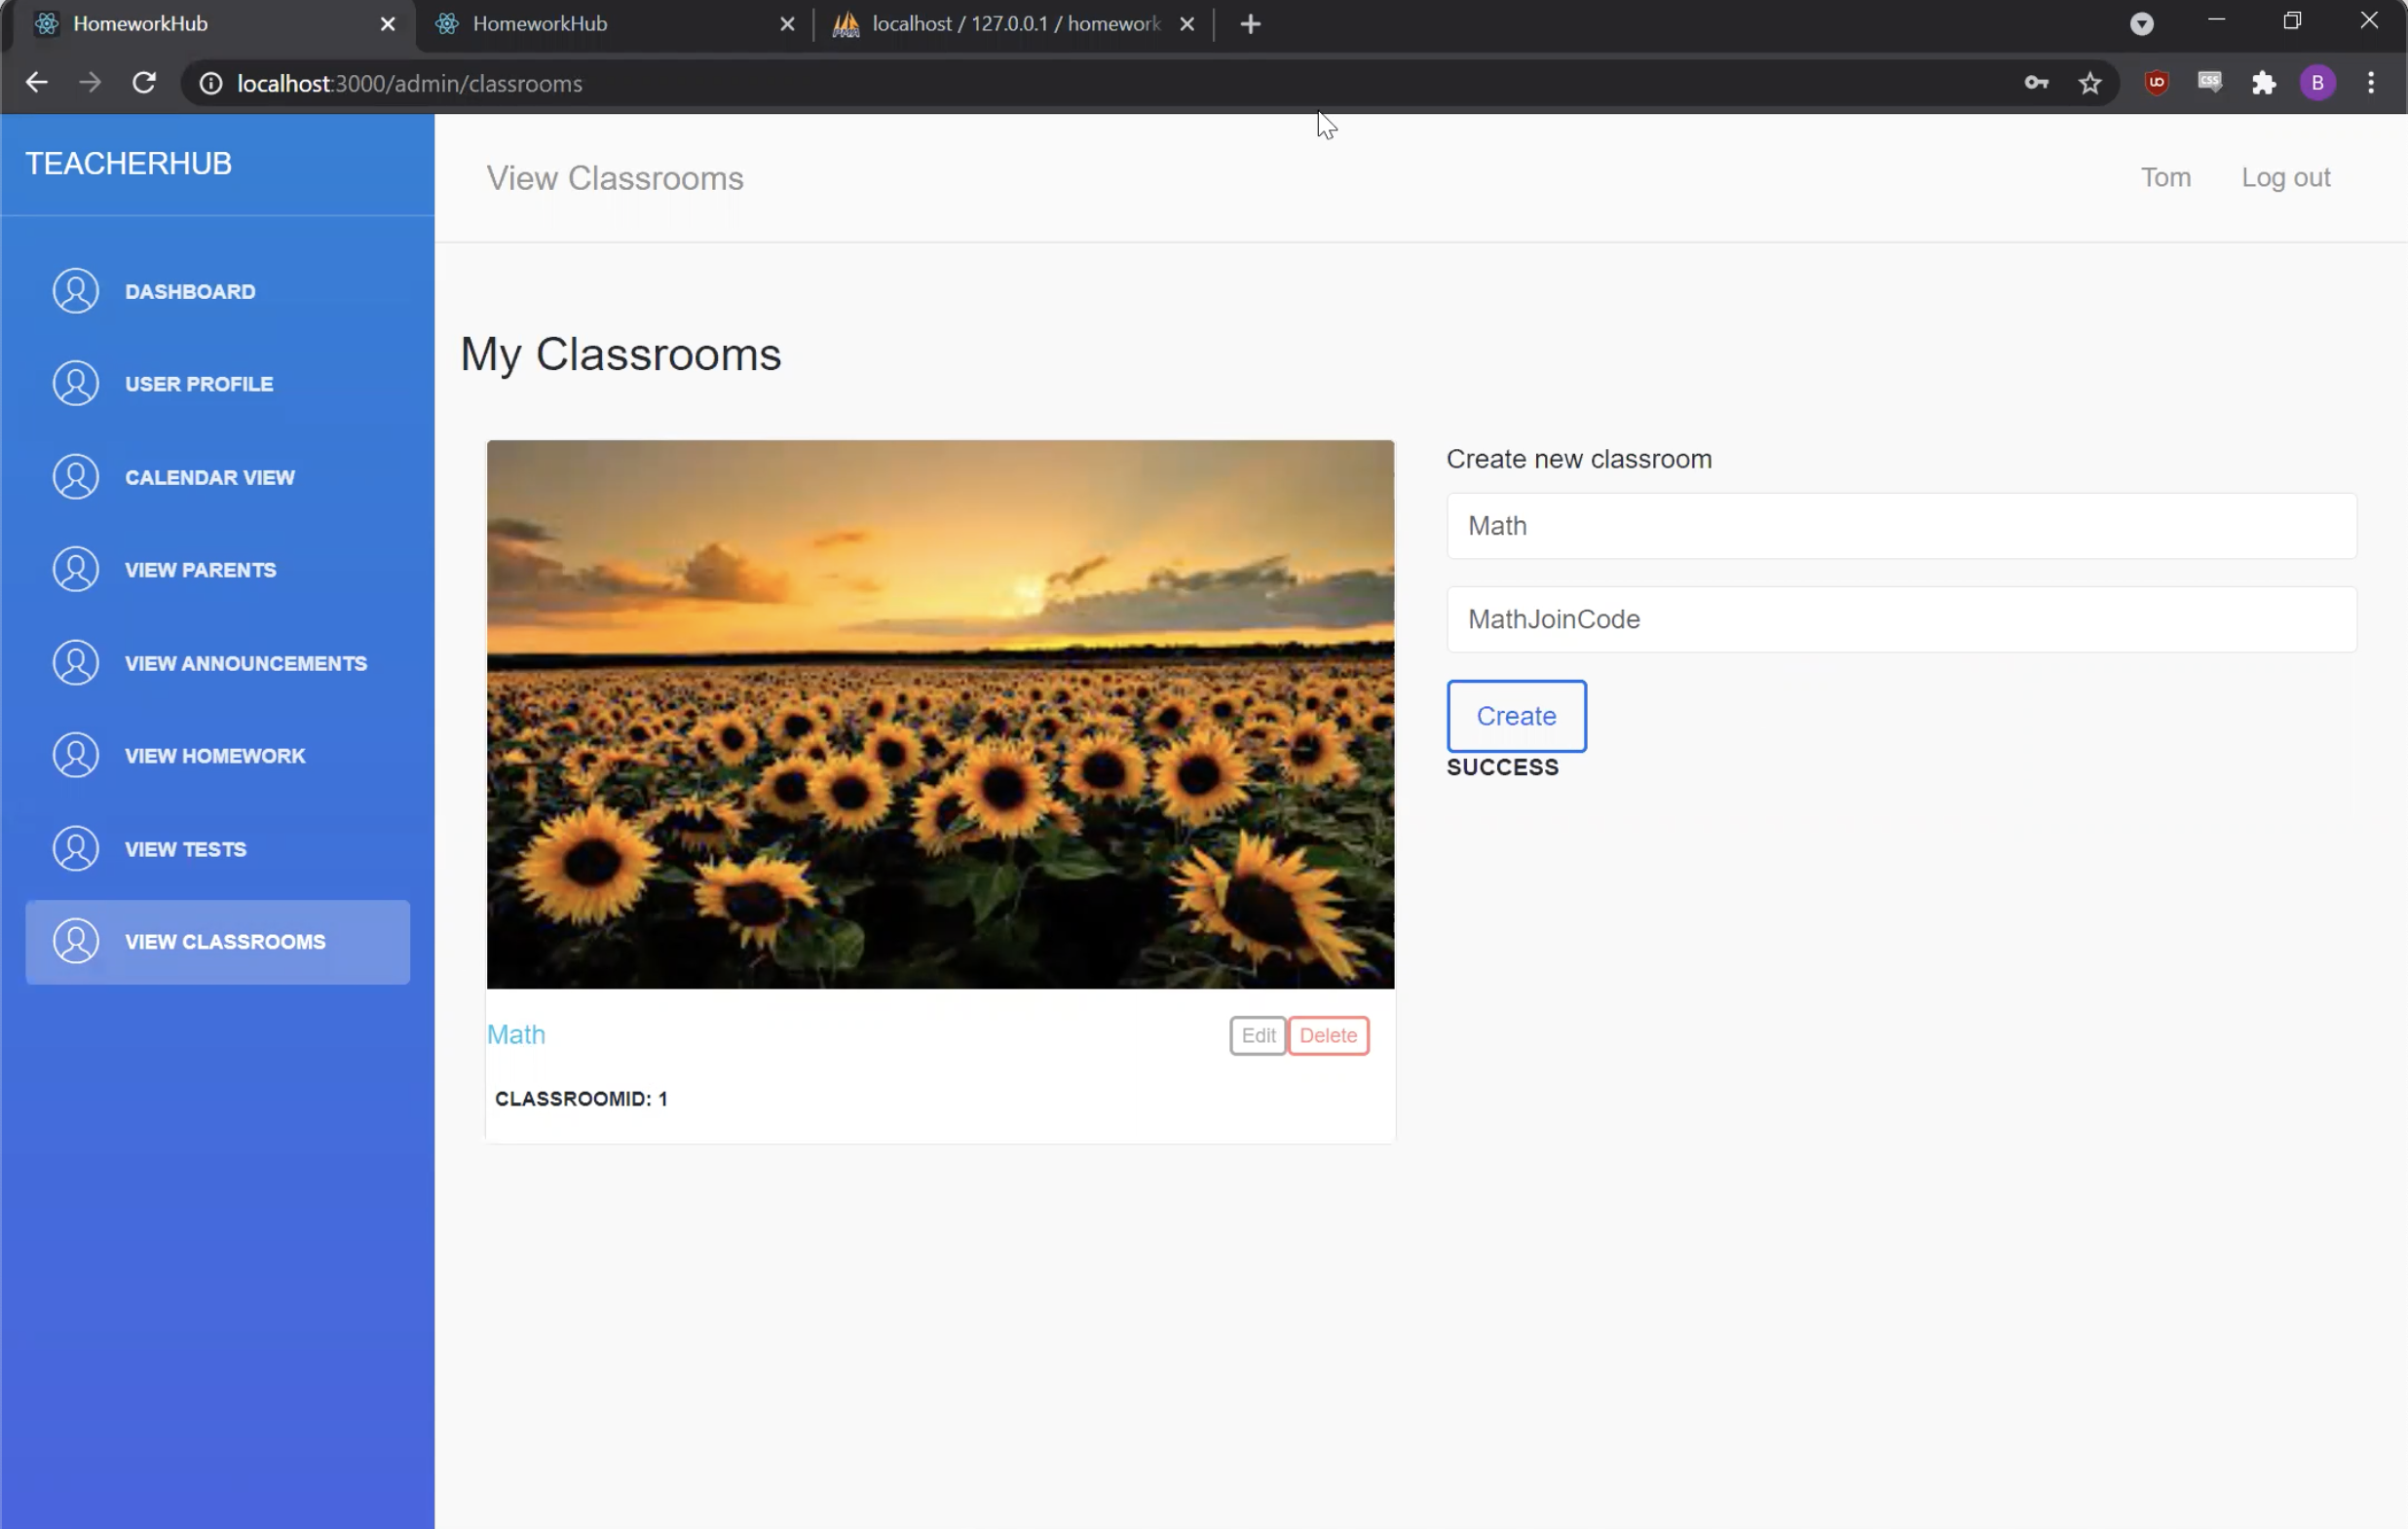 HomeworkHub
HomeworkHub
localhost / 127.0.0.1 / homework
localhost:3000/admin/classrooms
CSS
B
TEACHERHUB
View Classrooms
Tom
Log out
DASHBOARD
USER PROFILE
CALENDAR VIEW
VIEW PARENTS
VIEW ANNOUNCEMENTS
VIEW HOMEWORK
VIEW TESTS
VIEW CLASSROOMS
My Classrooms
Math
Edit
Delete
CLASSROOMID: 1
Create new classroom
Math
MathJoinCode
Create
SUCCESS